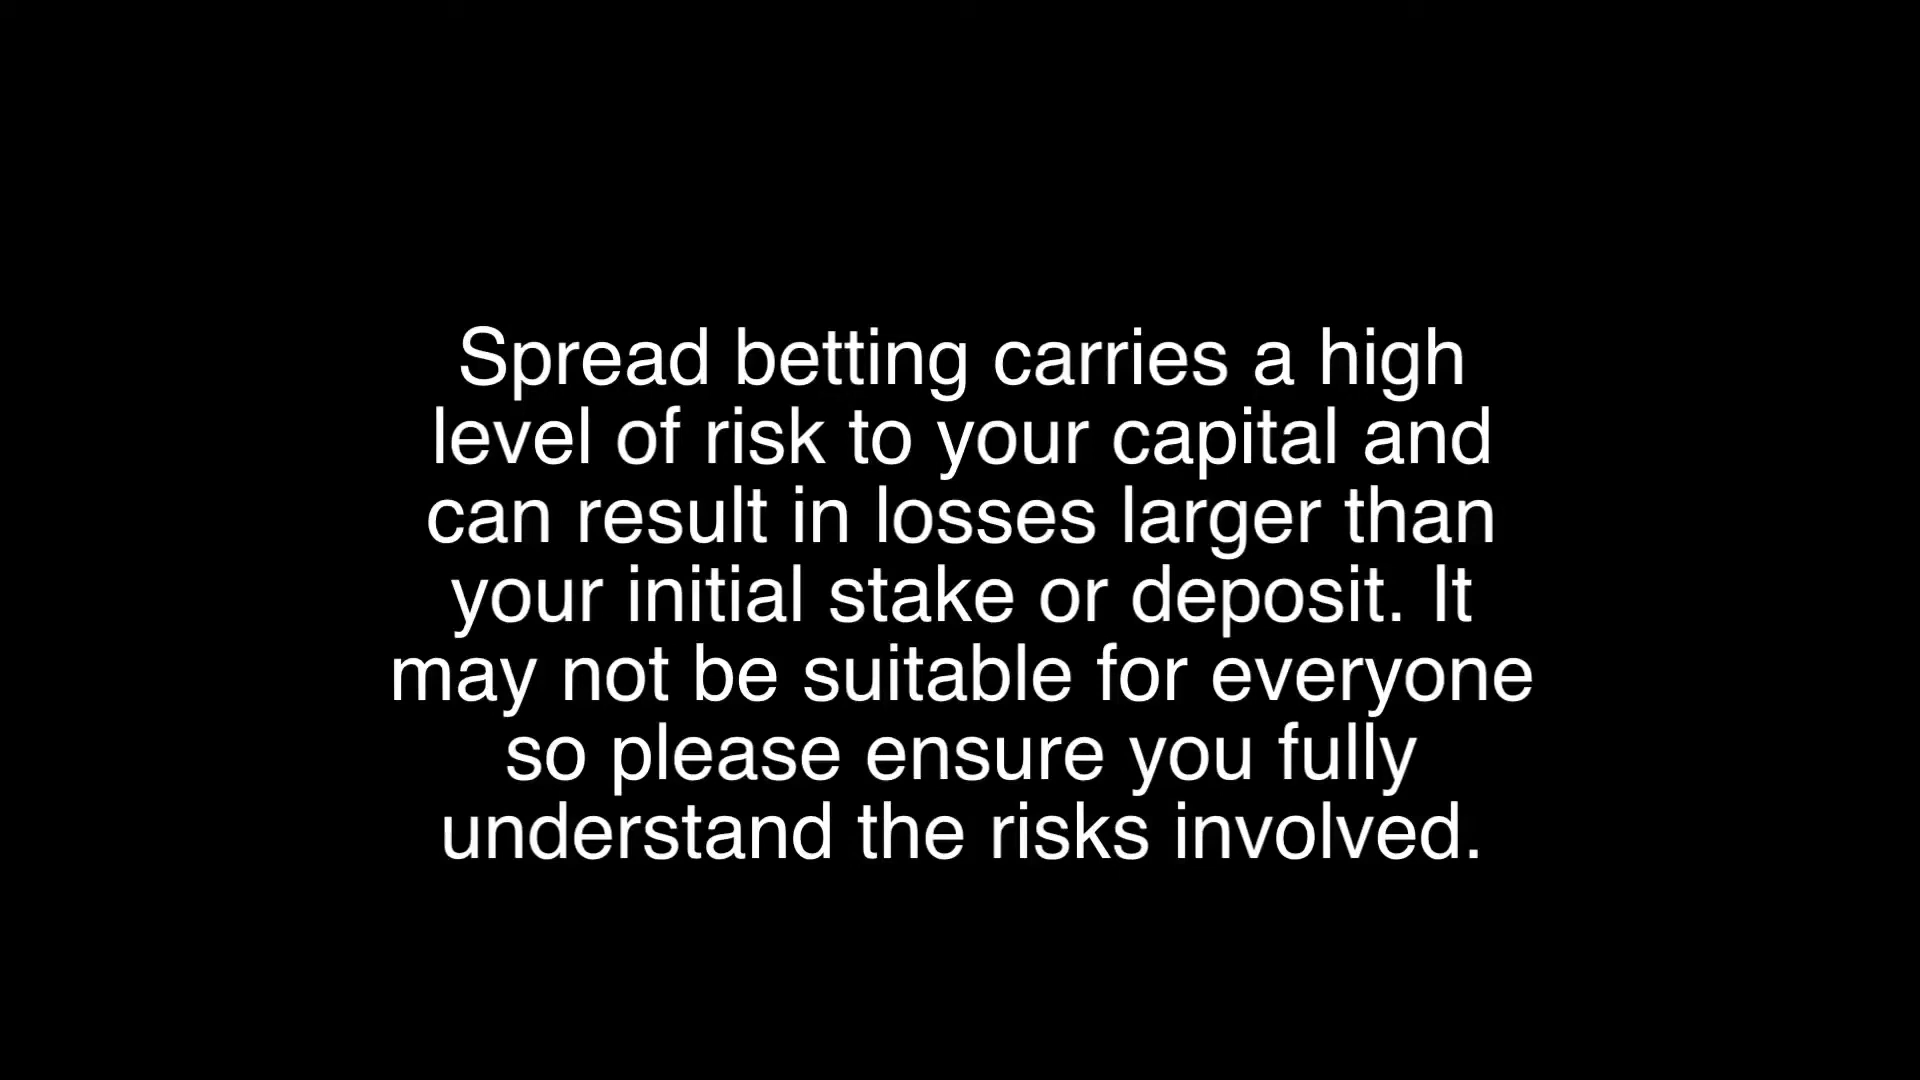 Spread betting carries a high
level of risk to your capital and
can result in losses larger than
your initial stake or deposit. It
may not be suitable for everyone
so please ensure you fully
understand the risks involved.